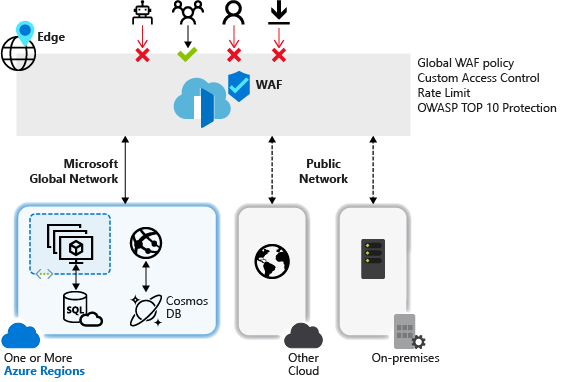 Edge
WAF
Global WAF policy
Custom Access Control
Rate Limit
OWASP TOP 10 Protection
Microsoft
Global Network
Public
Network
SQL
Cosmos
DB
One or More
Azure Regions
Other
Cloud
On-premises